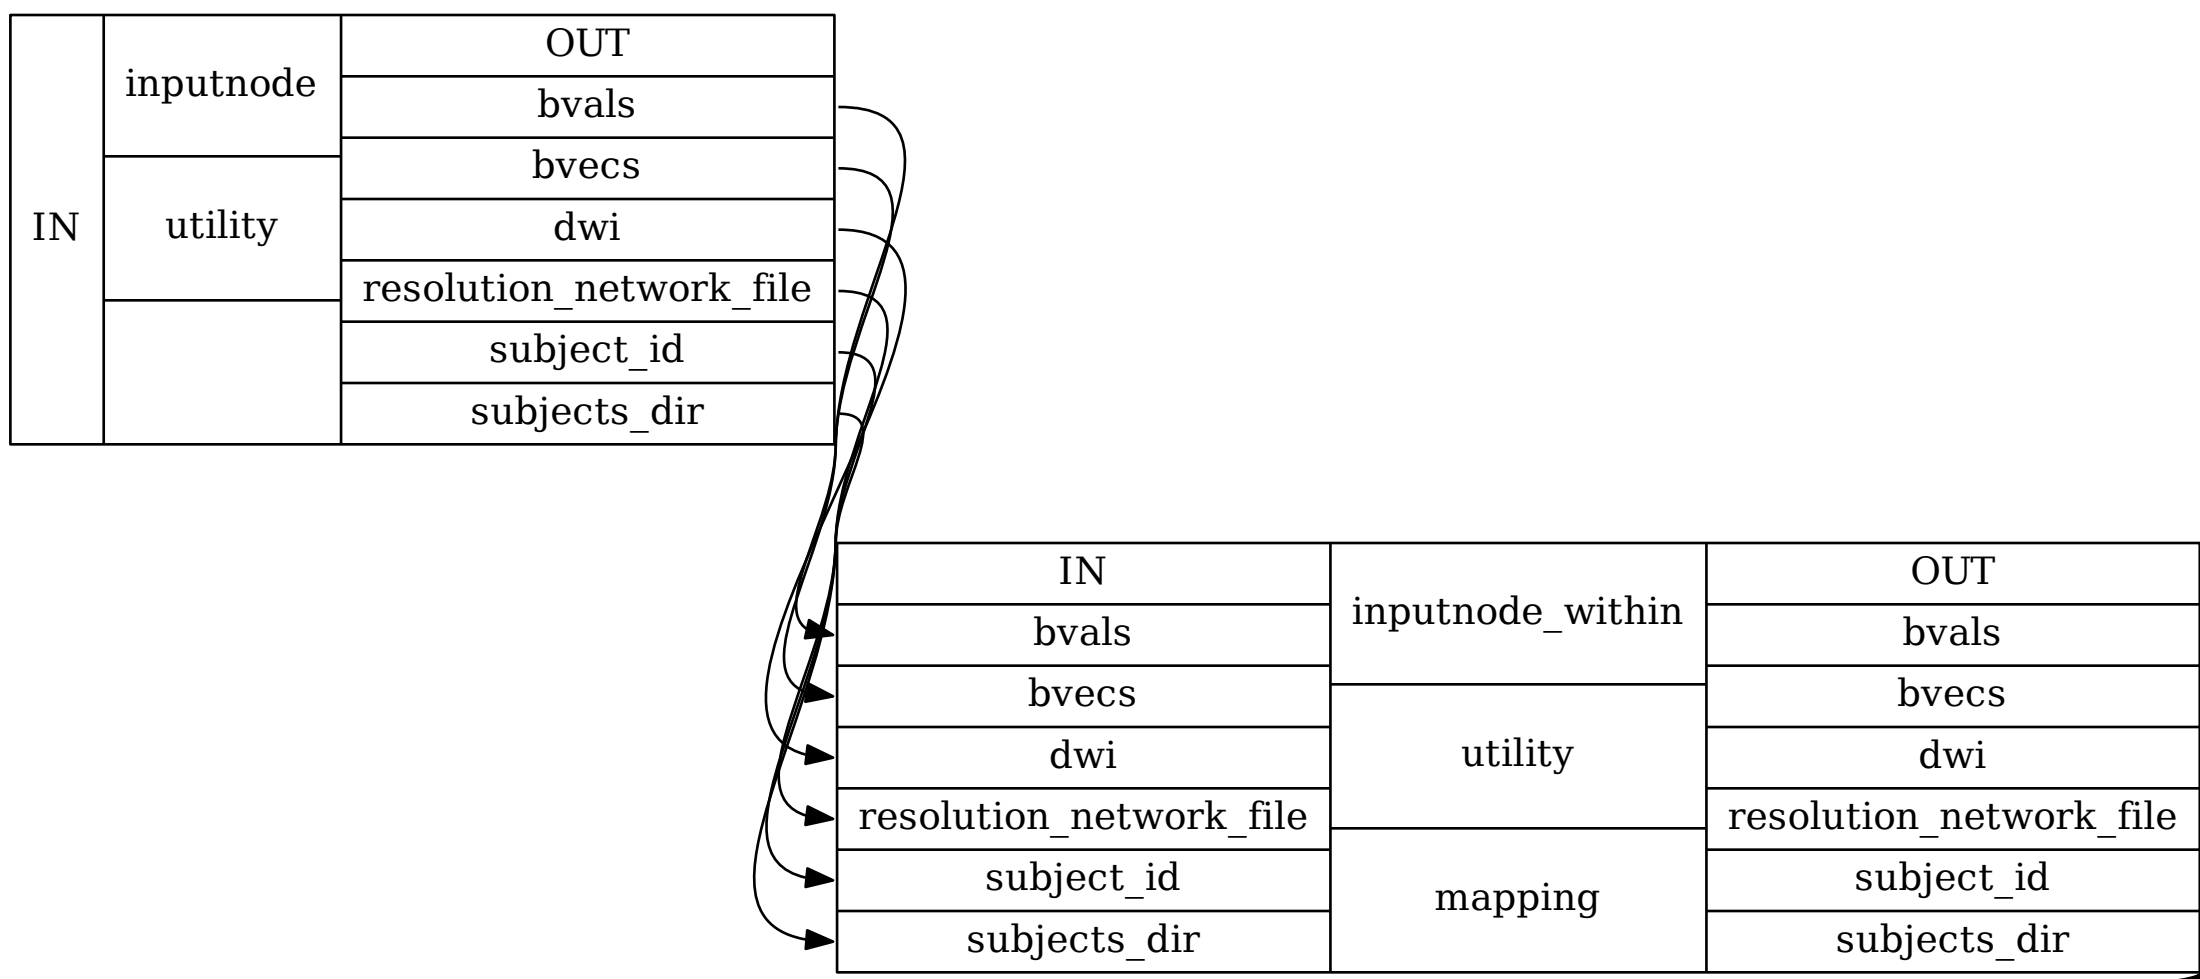 IN
inputnode
utility
OUT
bvals
bvecs
dwi
resolution_network_file
subject_id
subjects_dir
IN
bvals
bvecs
dwi
resolution_network_file
subject_id
subjects_dir
inputnode_within
utility
mapping
OUT
bvals
bvecs
dwi
resolution_network_file
subject_id
subjects_dir